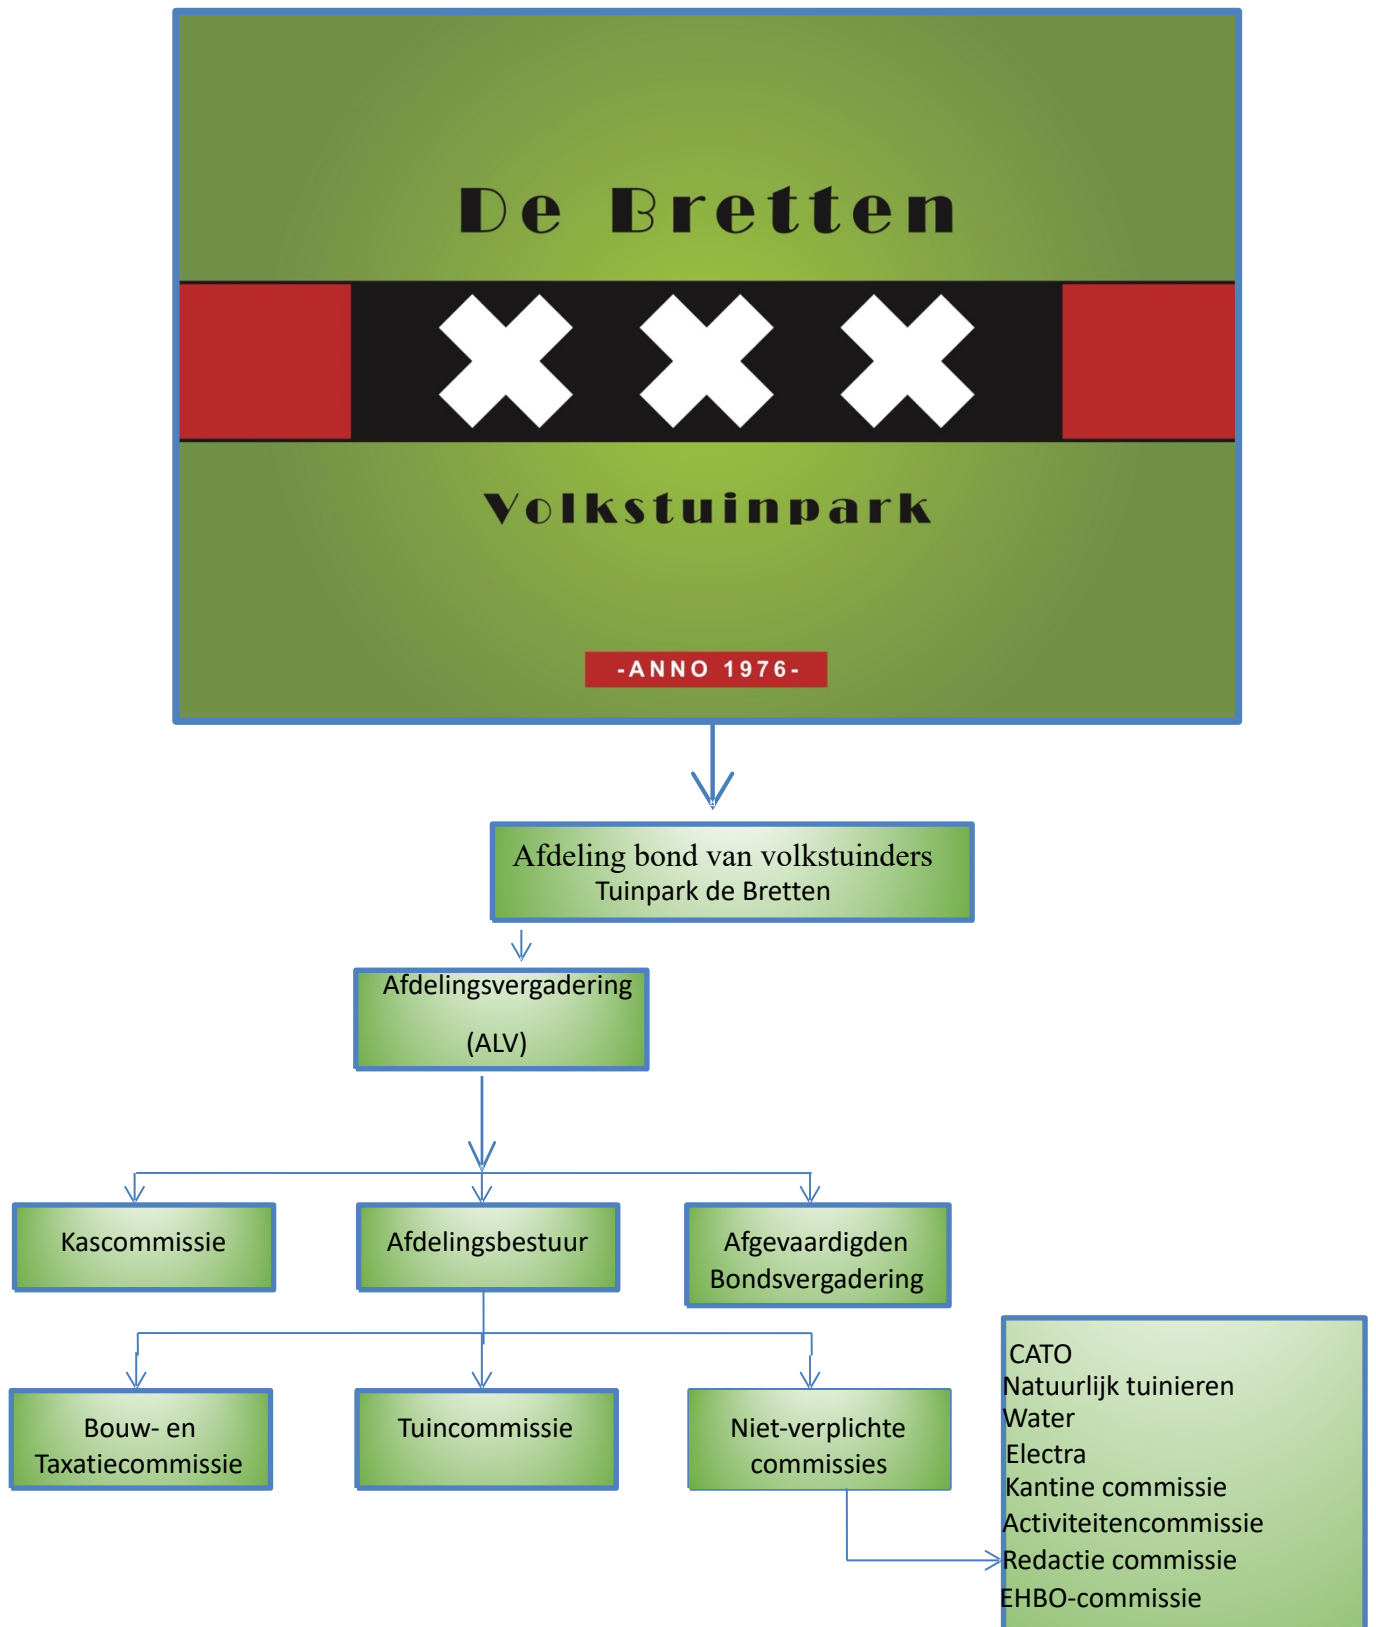 De Bretten
Volkstuinpark
-ANNO 1976-
Afdeling bond van volkstuinders
Tuinpark de Bretten
Afdelingsvergadering
(ALV)
Kascommissie
Afdelingsbestuur
Afgevaardigden
Bondsvergadering
Bouw- en
Taxatiecommissie
Tuincommissie
Niet-verplichte
commissies
CATO
Natuurlijk tuinieren
Water
Electra
Kantine commissie
Activiteitencommissie
Redactie commissie
EHBO-commissie